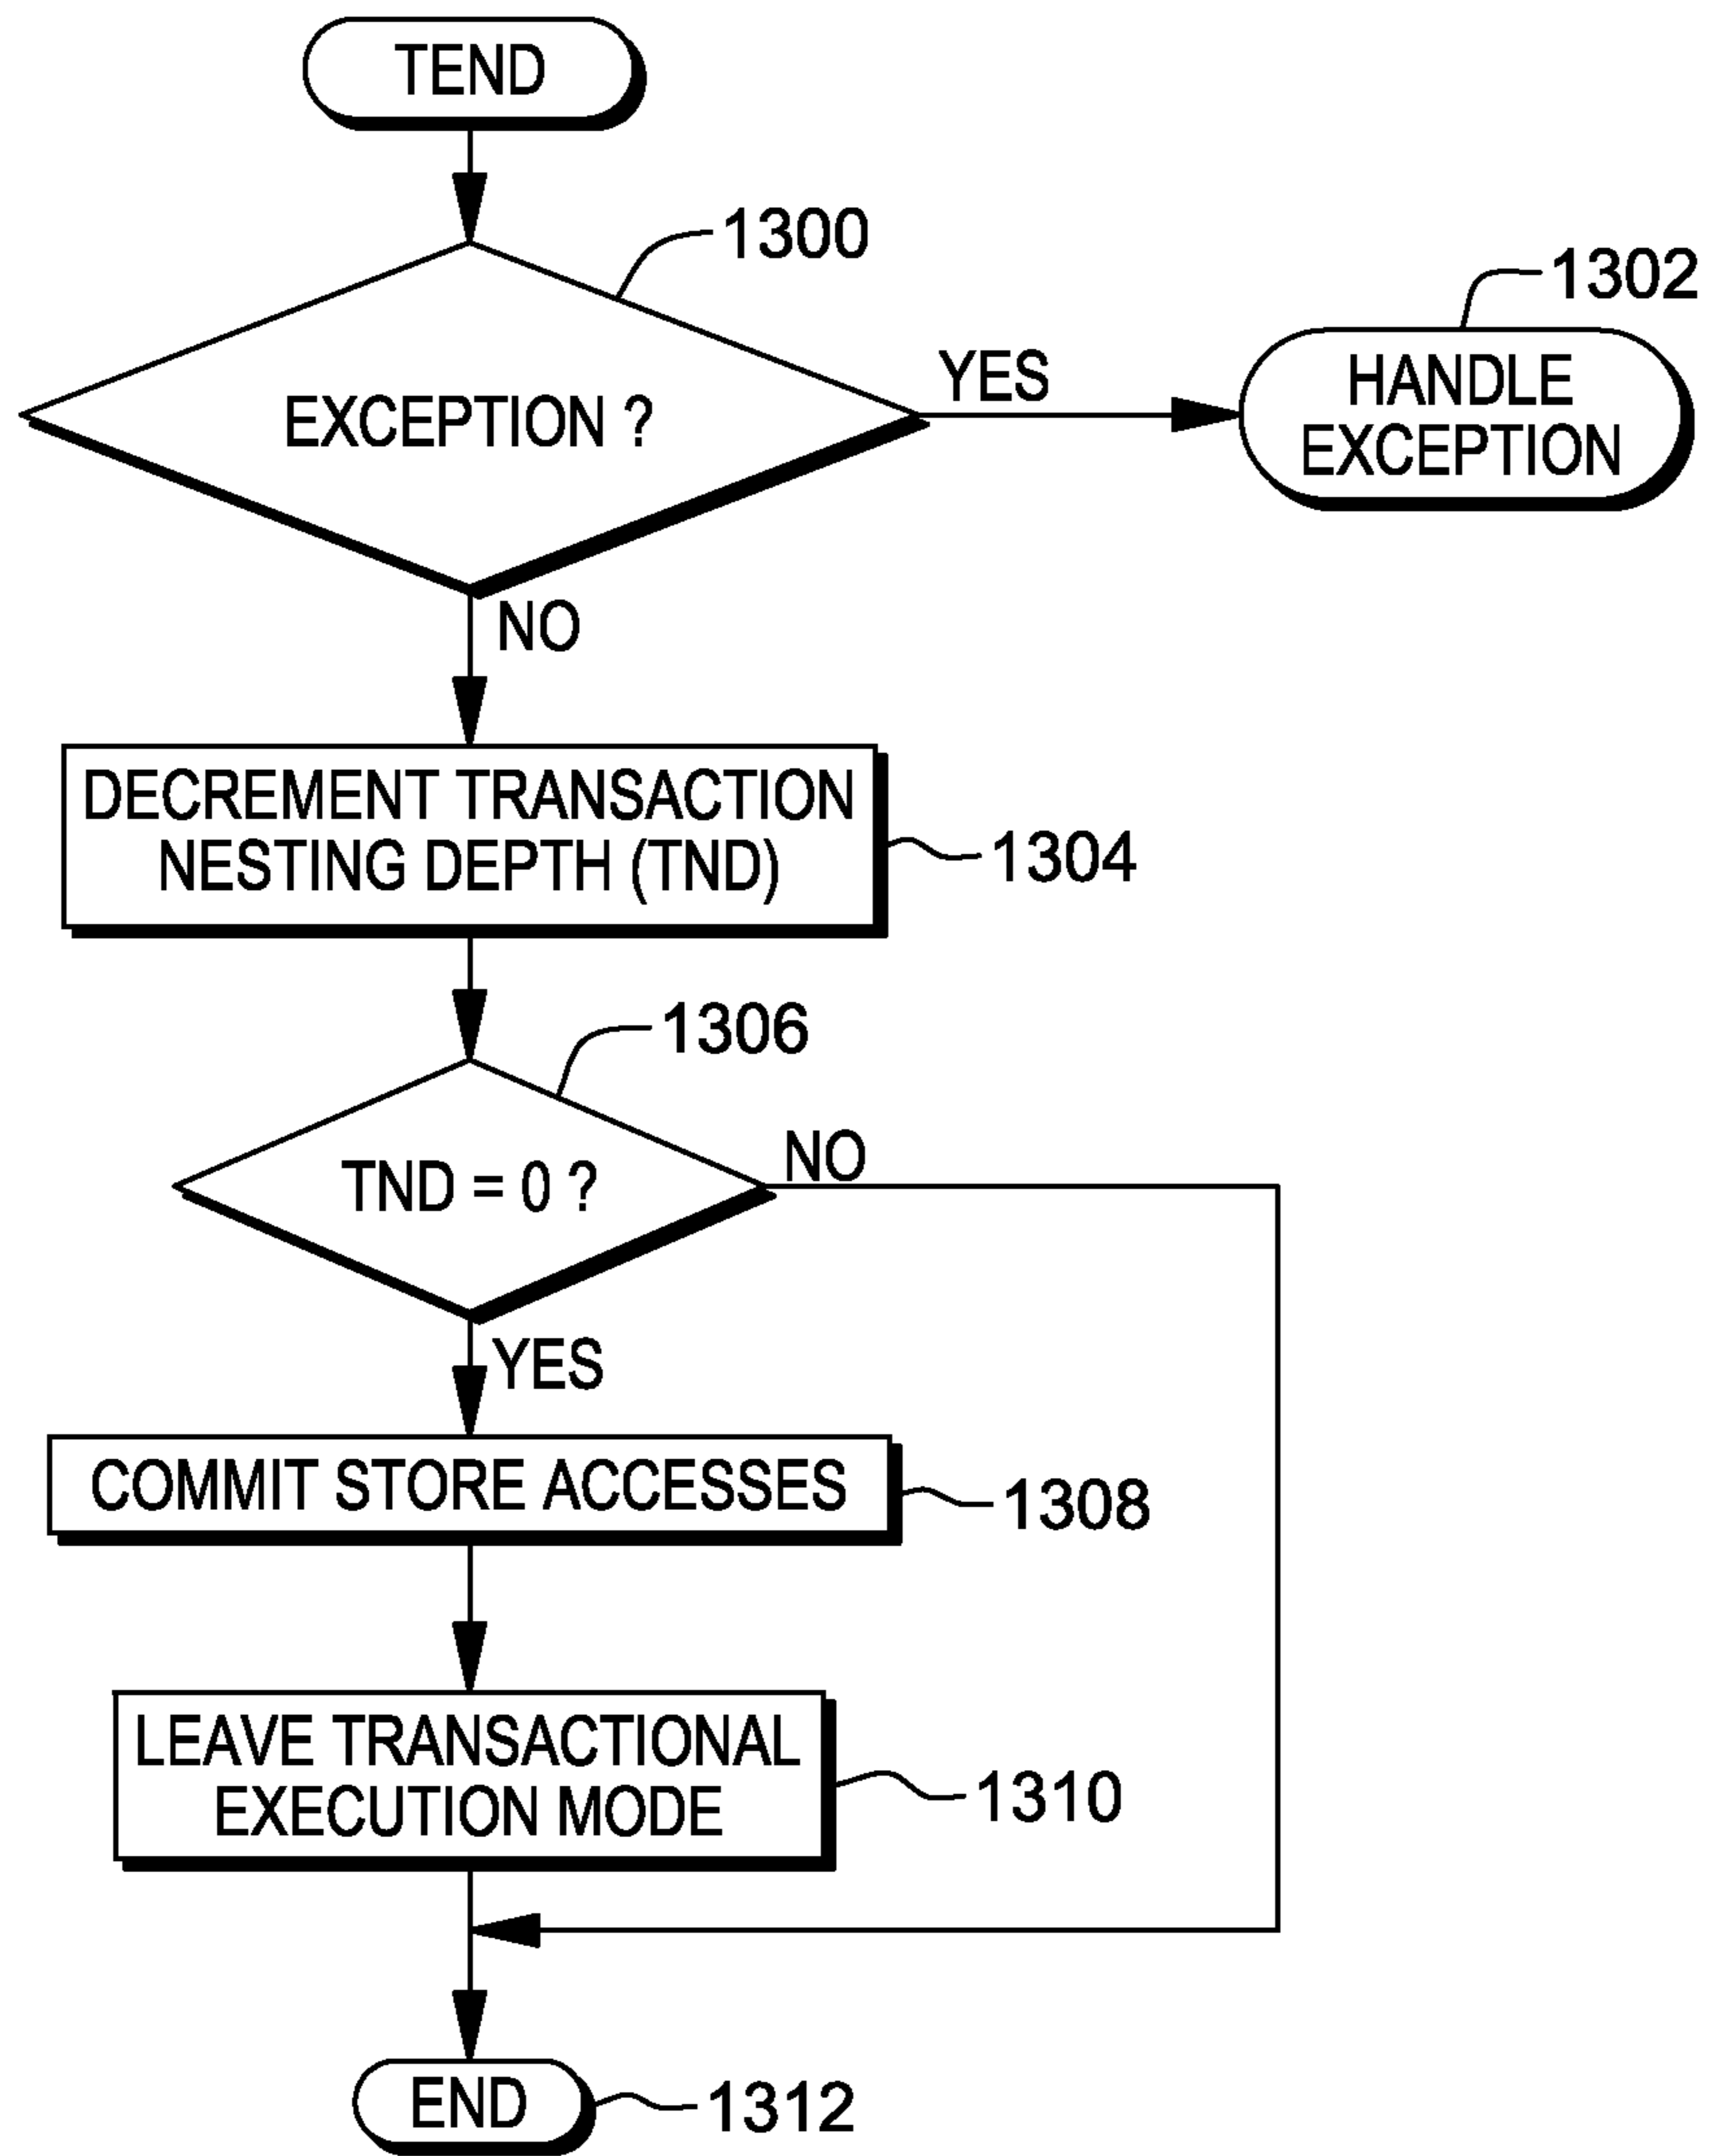 TEND
1300
1302
EXCEPTION ?
YES
HANDLE
EXCEPTION
NO
DECREMENT TRANSACTION
NESTING DEPTH (TND)
1304
1306
TND = 0 ?
NO
YES
COMMIT STORE ACCESSES
1308
LEAVE TRANSACTIONAL
EXECUTION MODE
1310
END
1312